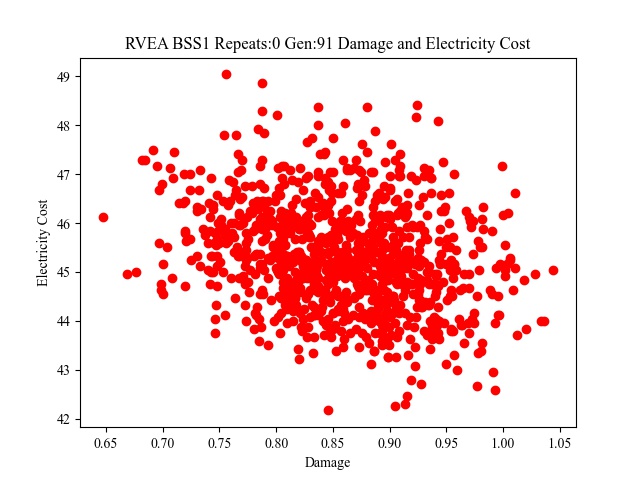 RVEA BSS1 Repeats:0 Gen:91 Damage and Electricity Cost
49
48
47
46
45
44
43
42
Electricity Cost
0.65 0.70 0.75 0.80 0.85 0.90 0.95 1.00 1.05
Damage